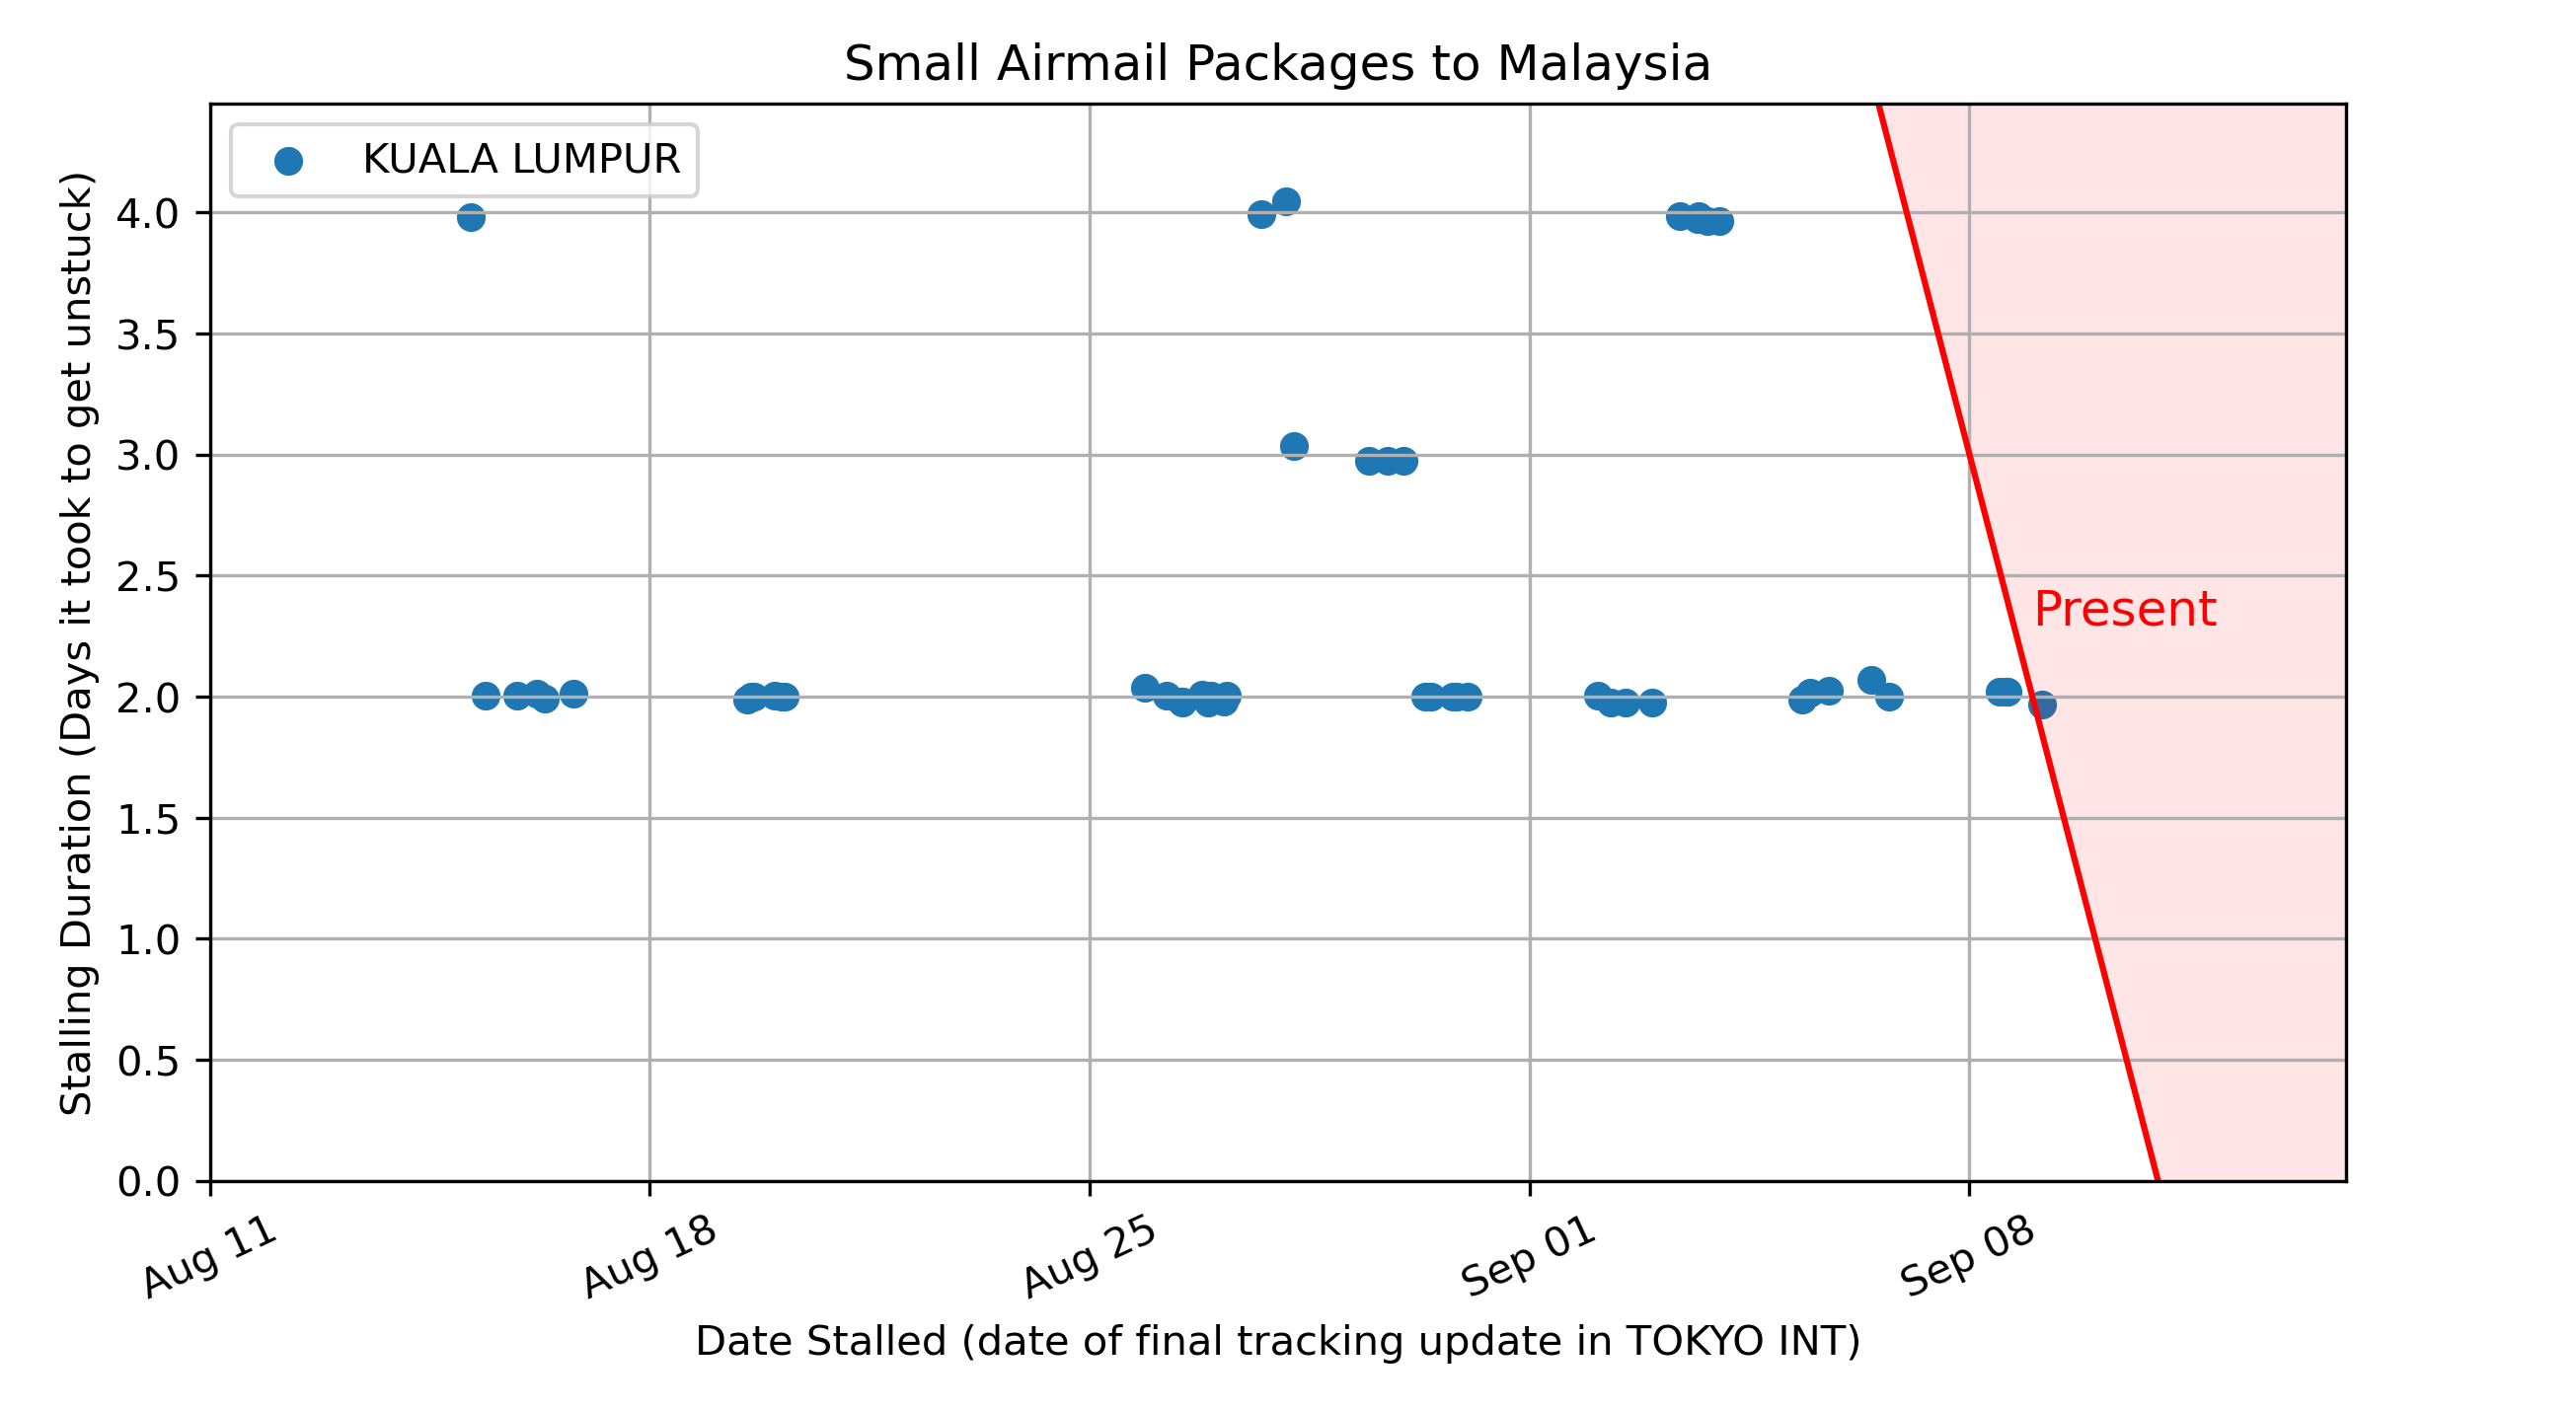 Small Airmail Packages to Malaysia
KUALA LUMPUR
Stalling Duration (Days it took to get unstuck)
4.0
3.5
3.0
2.5
2.0
1.5
1.0
0.5
0.0
Present
Aug 11
Aug 18
Aug 25
Sep 01
Sep 08
Date Stalled (date of final tracking update in TOKYO INT)